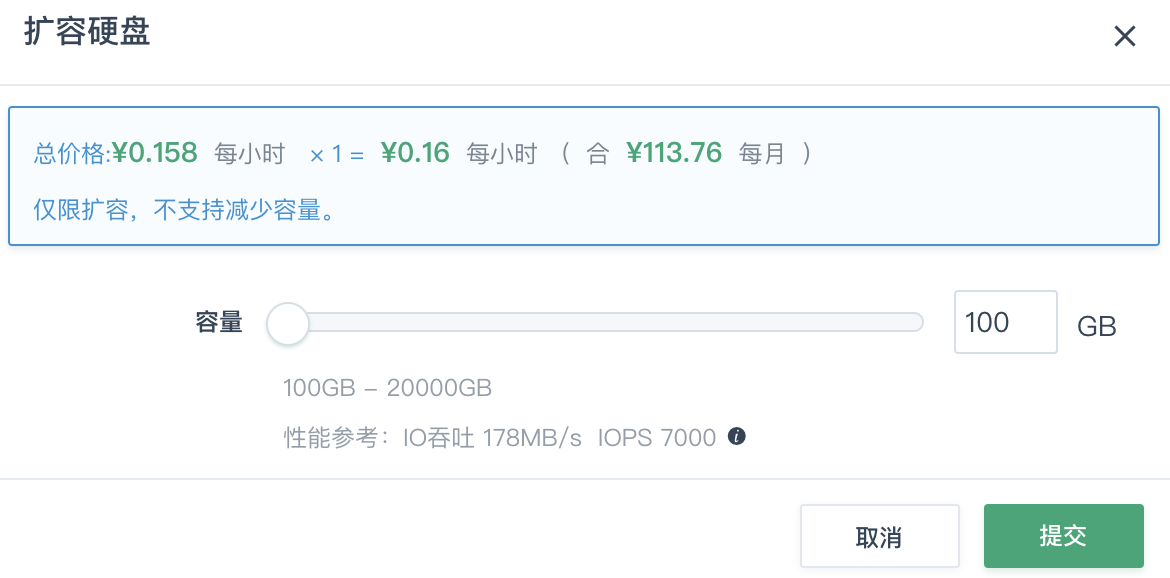 扩容硬盘
总价格:¥0.158 每小时 × 1 = ¥0.16 每小时 ( 合 ¥113.76 每月 )
仅限扩容，不支持减少容量。
容量 100 GB
100GB – 20000GB
性能参考：IO吞吐 178MB/s IOPS 7000
取消 提交